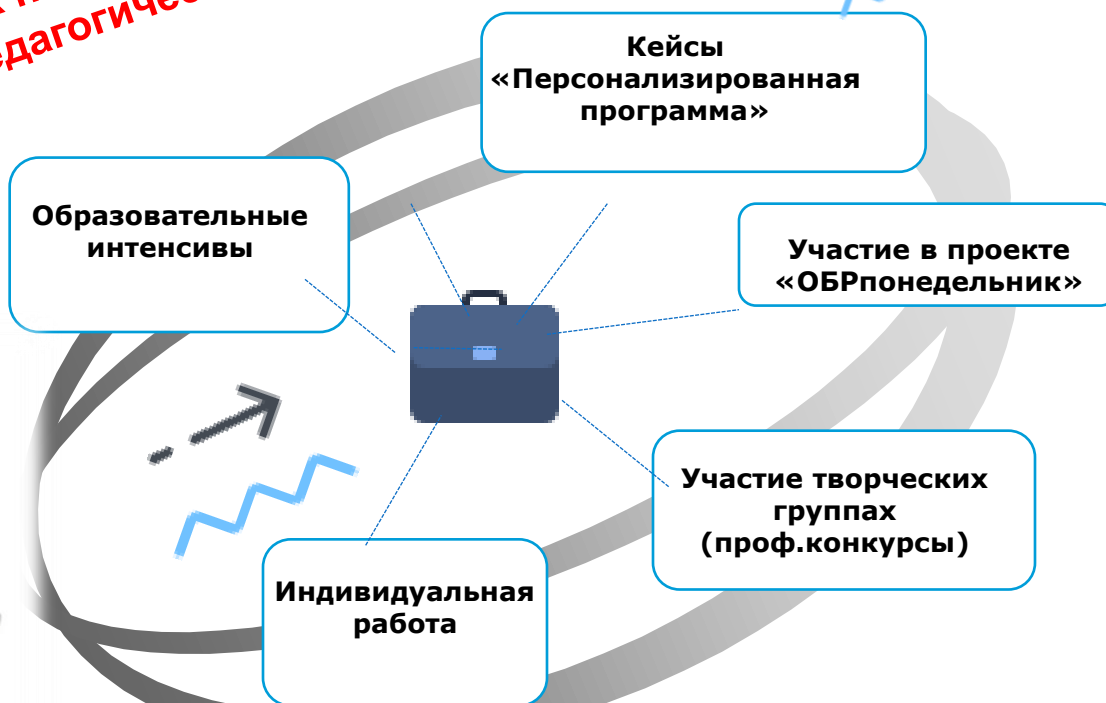 Кейсы
«Персонализированная
программа»
Образовательные
интенсивы
Участие в проекте
«ОБРпонедельник»
Участие творческих
группах
(проф.конкурсы)
Индивидуальная
работа